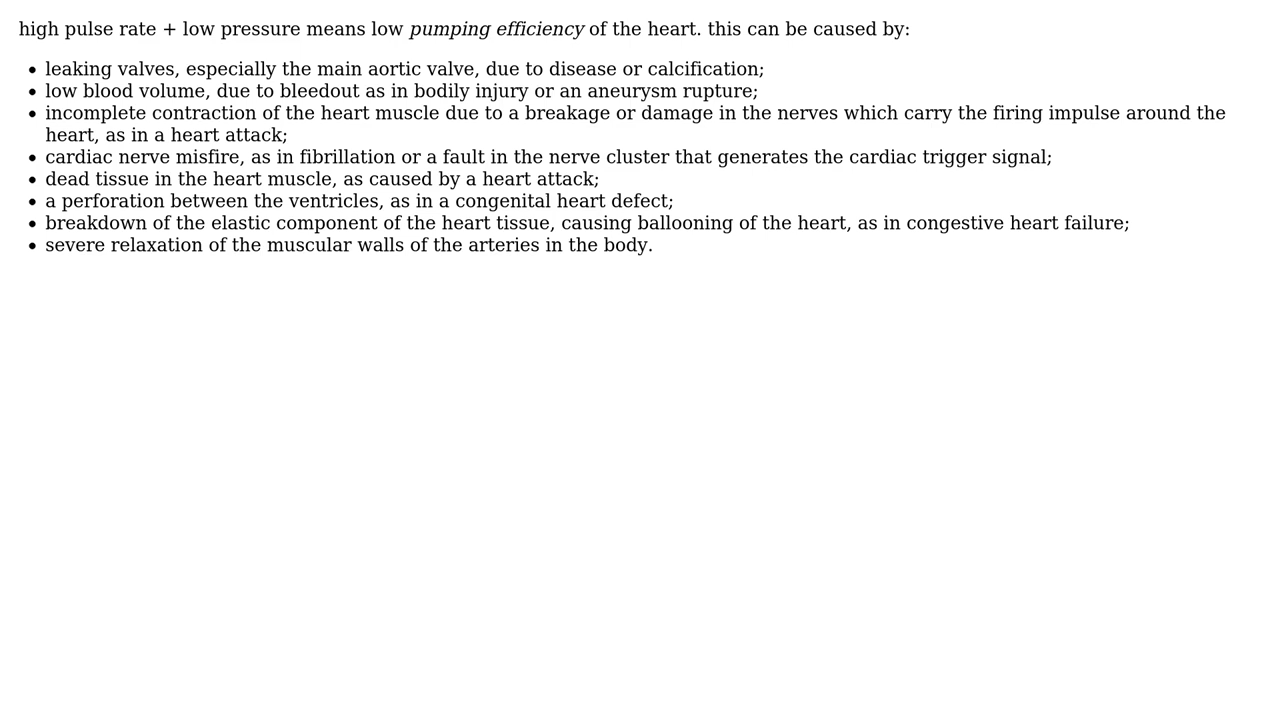 high pulse rate + low pressure means low pumping efficiency of the heart. this can be caused by:
• leaking valves, especially the main aortic valve, due to disease or calcification;
• low blood volume, due to bleedout as in bodily injury or an aneurysm rupture;
• incomplete contraction of the heart muscle due to a breakage or damage in the nerves which carry the firing impulse around the
heart, as in a heart attack;
• cardiac nerve misfire, as in fibrillation or a fault in the nerve cluster that generates the cardiac trigger signal;
• dead tissue in the heart muscle, as caused by a heart attack;
• a perforation between the ventricles, as in a congenital heart defect;
• breakdown of the elastic component of the heart tissue, causing ballooning of the heart, as in congestive heart failure;
• severe relaxation of the muscular walls of the arteries in the body.